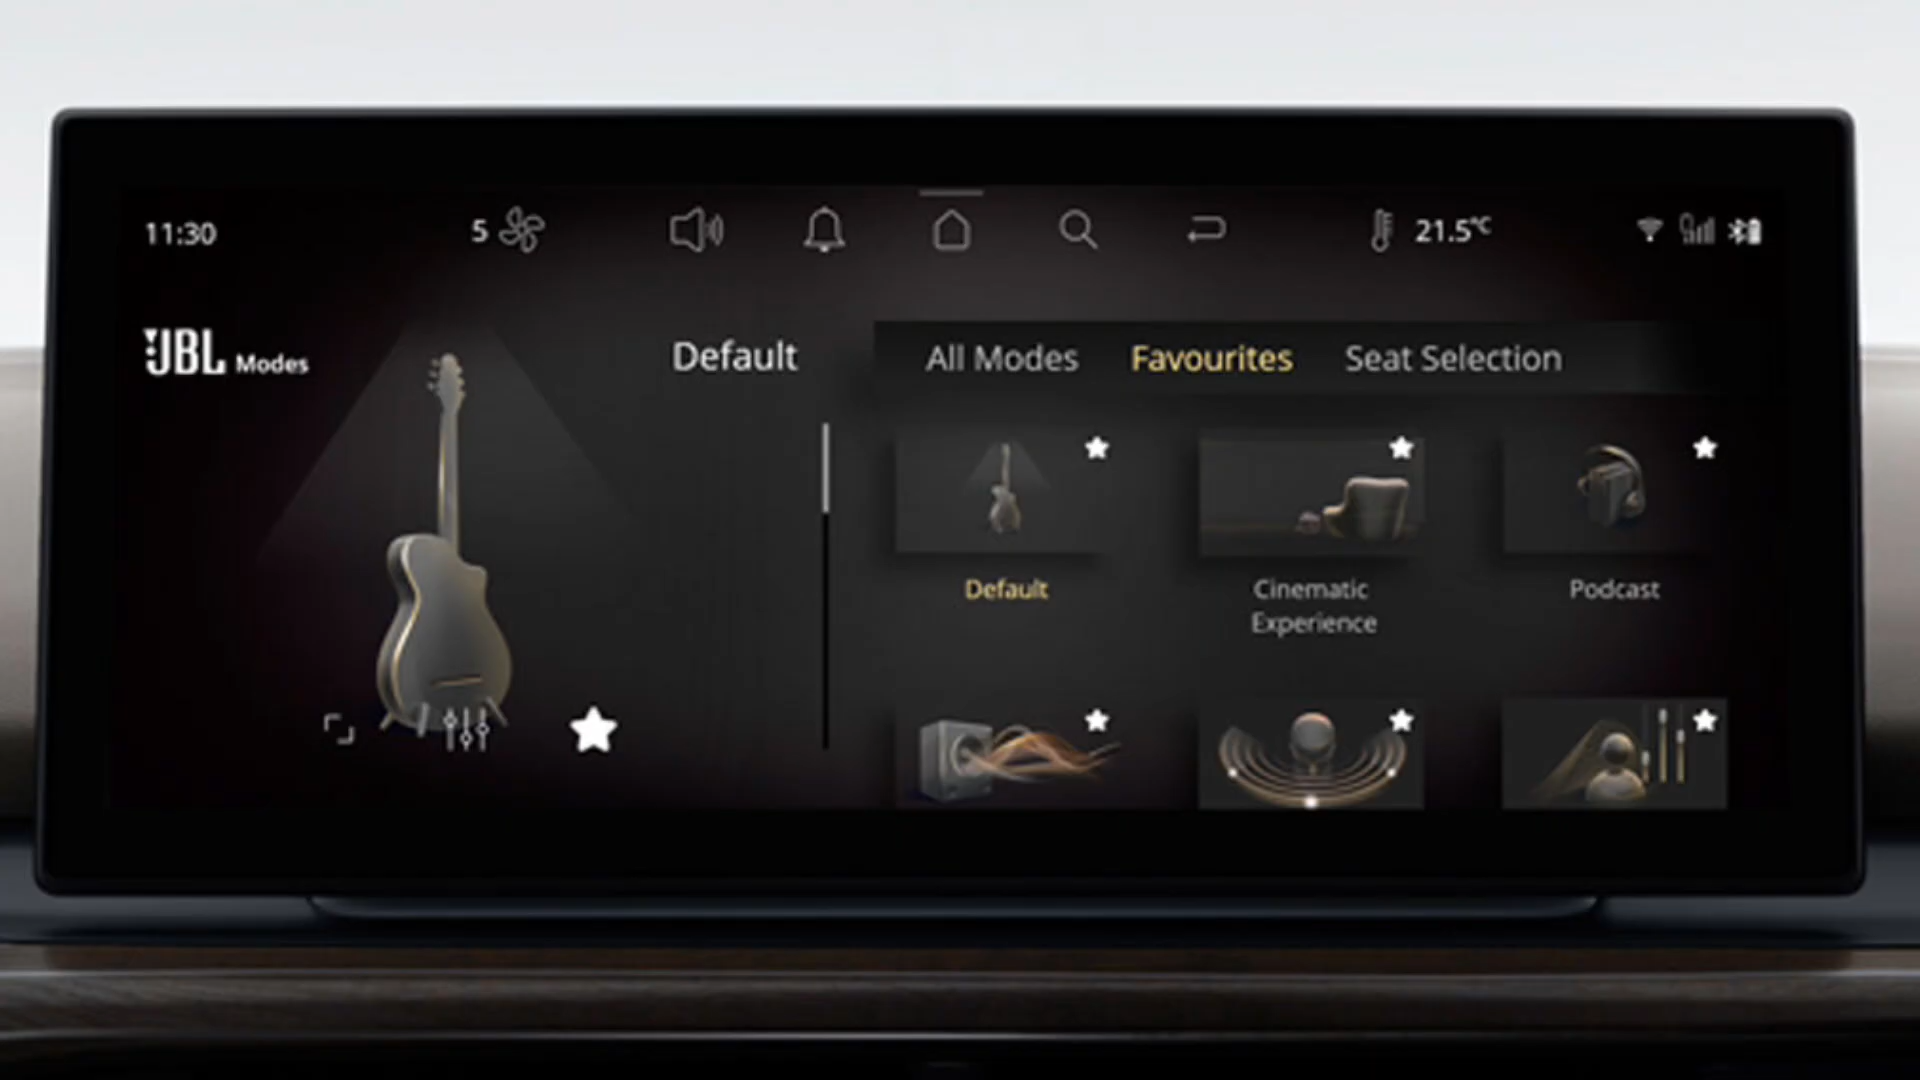 11:30
5
21.5°C
JBL Modes
Default
All Modes
Favourites
Seat Selection
Default
Cinematic
Experience
Podcast